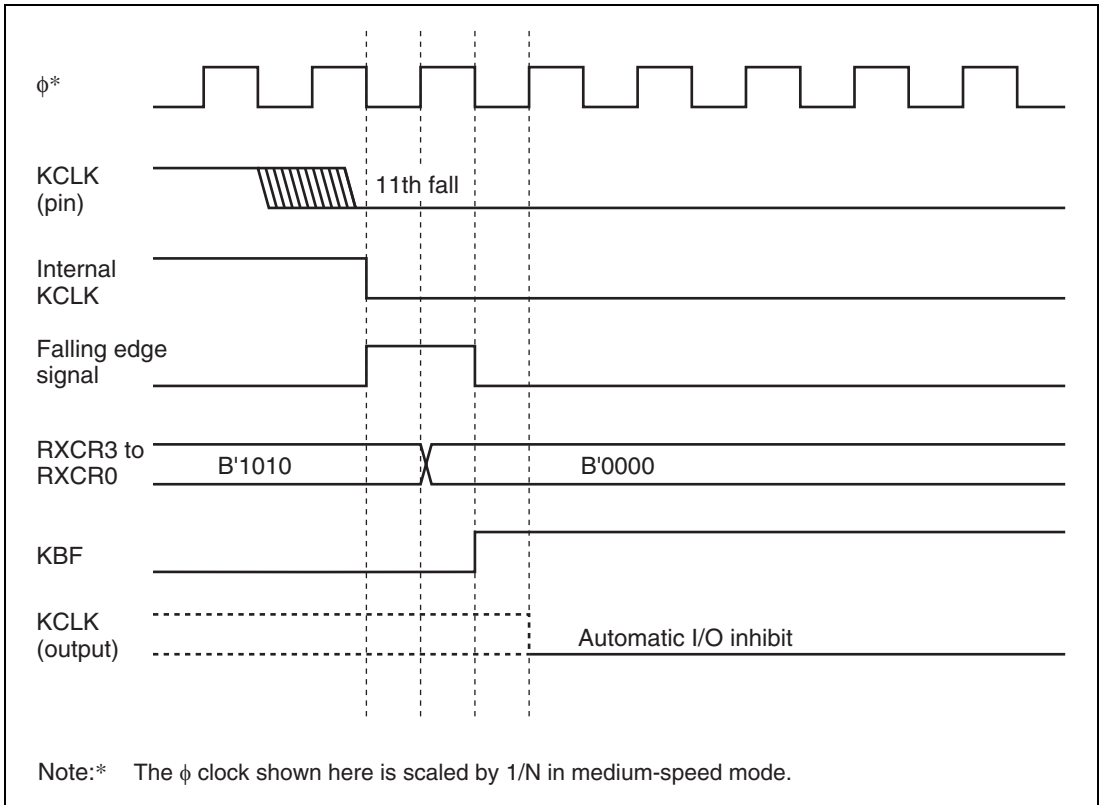 ϕ*
KCLK
(pin)
11th fall
Internal
KCLK
Falling edge
signal
RXCR3 to
RXCR0
B'1010
B'0000
KBF
KCLK
(output)
Automatic I/O inhibit
Note:* The ϕ clock shown here is scaled by 1/N in medium-speed mode.